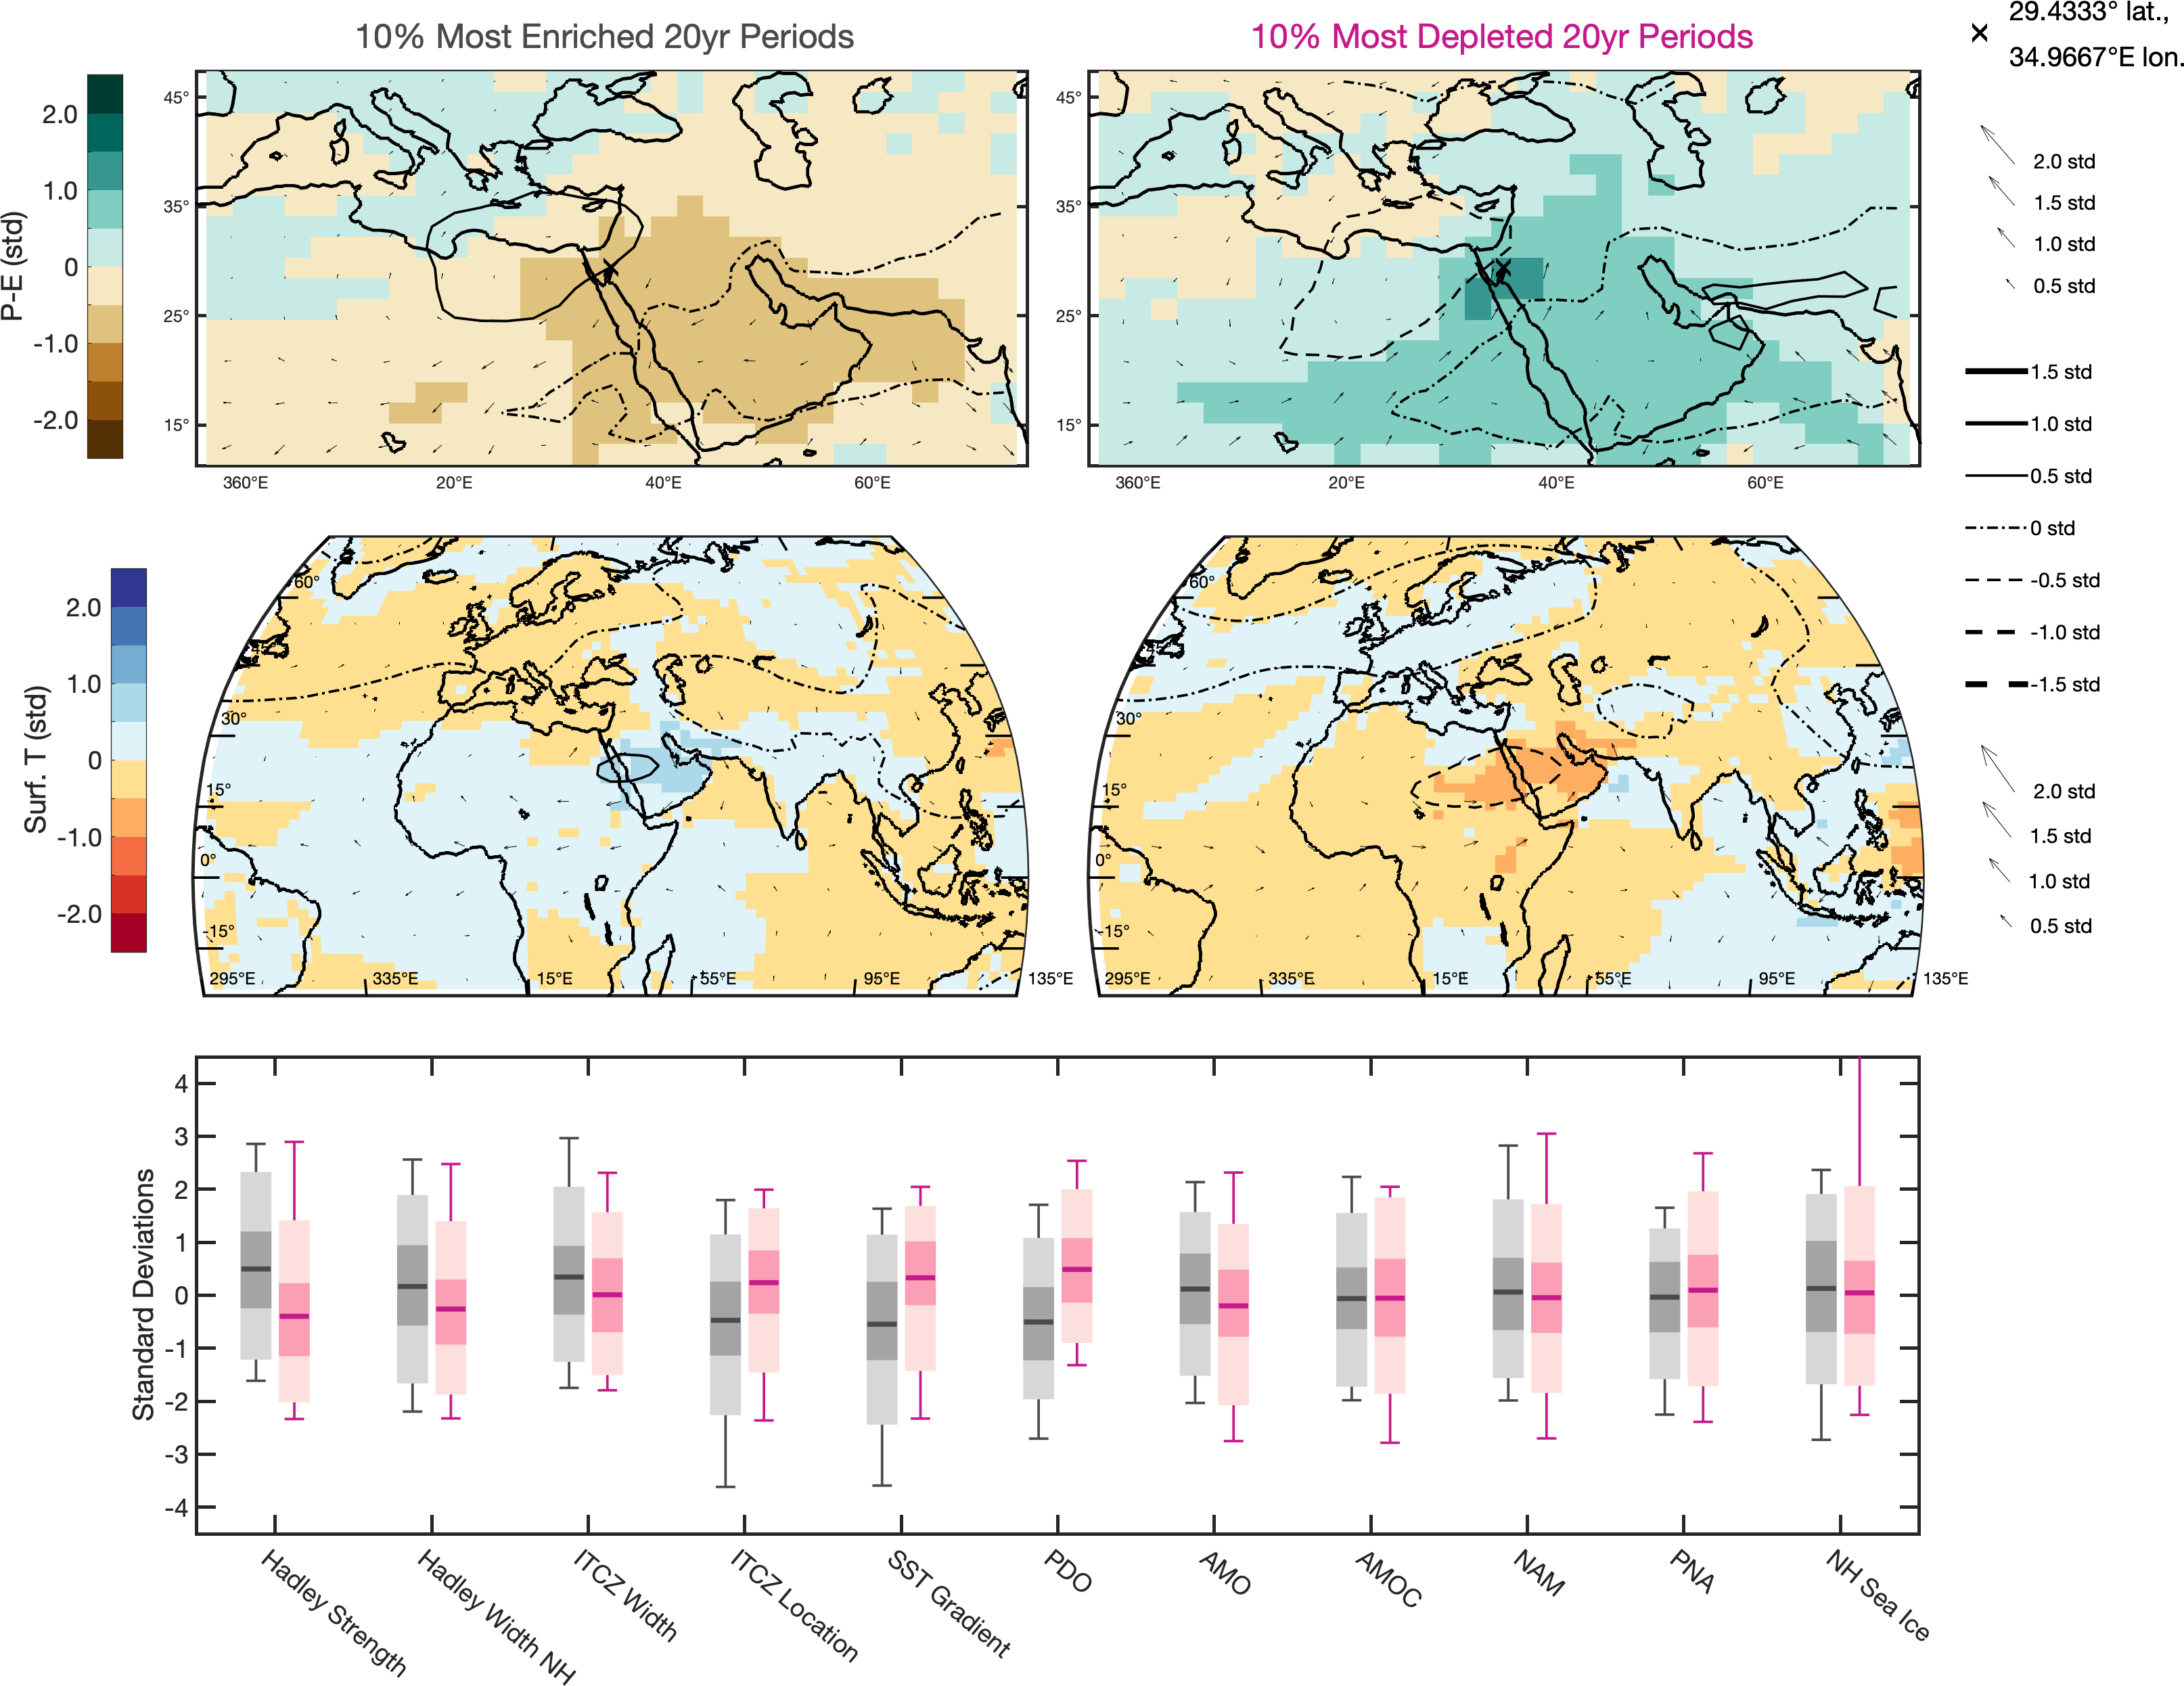 10% Most Enriched 20yr Periods
10% Most Depleted 20yr Periods
29.4333° lat.,
34.9667°E lon.
P-E (std)
2.0
1.0
0
-1.0
-2.0
45°
35°
25°
15°
360°E 20°E 40°E 60°E
45°
35°
25°
15°
360°E 20°E 40°E 60°E
2.0 std
1.5 std
1.0 std
0.5 std
1.5 std
1.0 std
0.5 std
0 std
-0.5 std
-1.0 std
-1.5 std
Surf. T (std)
2.0
1.0
0
-1.0
-2.0
60°
30°
15°
0°
-15°
295°E 335°E 15°E 55°E 95°E 135°E
60°
30°
15°
0°
-15°
295°E 335°E 15°E 55°E 95°E 135°E
2.0 std
1.5 std
1.0 std
0.5 std
Standard Deviations
4
3
2
1
0
-1
-2
-3
-4
Hadley Strength
Hadley Width NH
ITCZ Width
ITCZ Location
SST Gradient
PDO
AMO
AMOC
NAM
PNA
NH Sea Ice